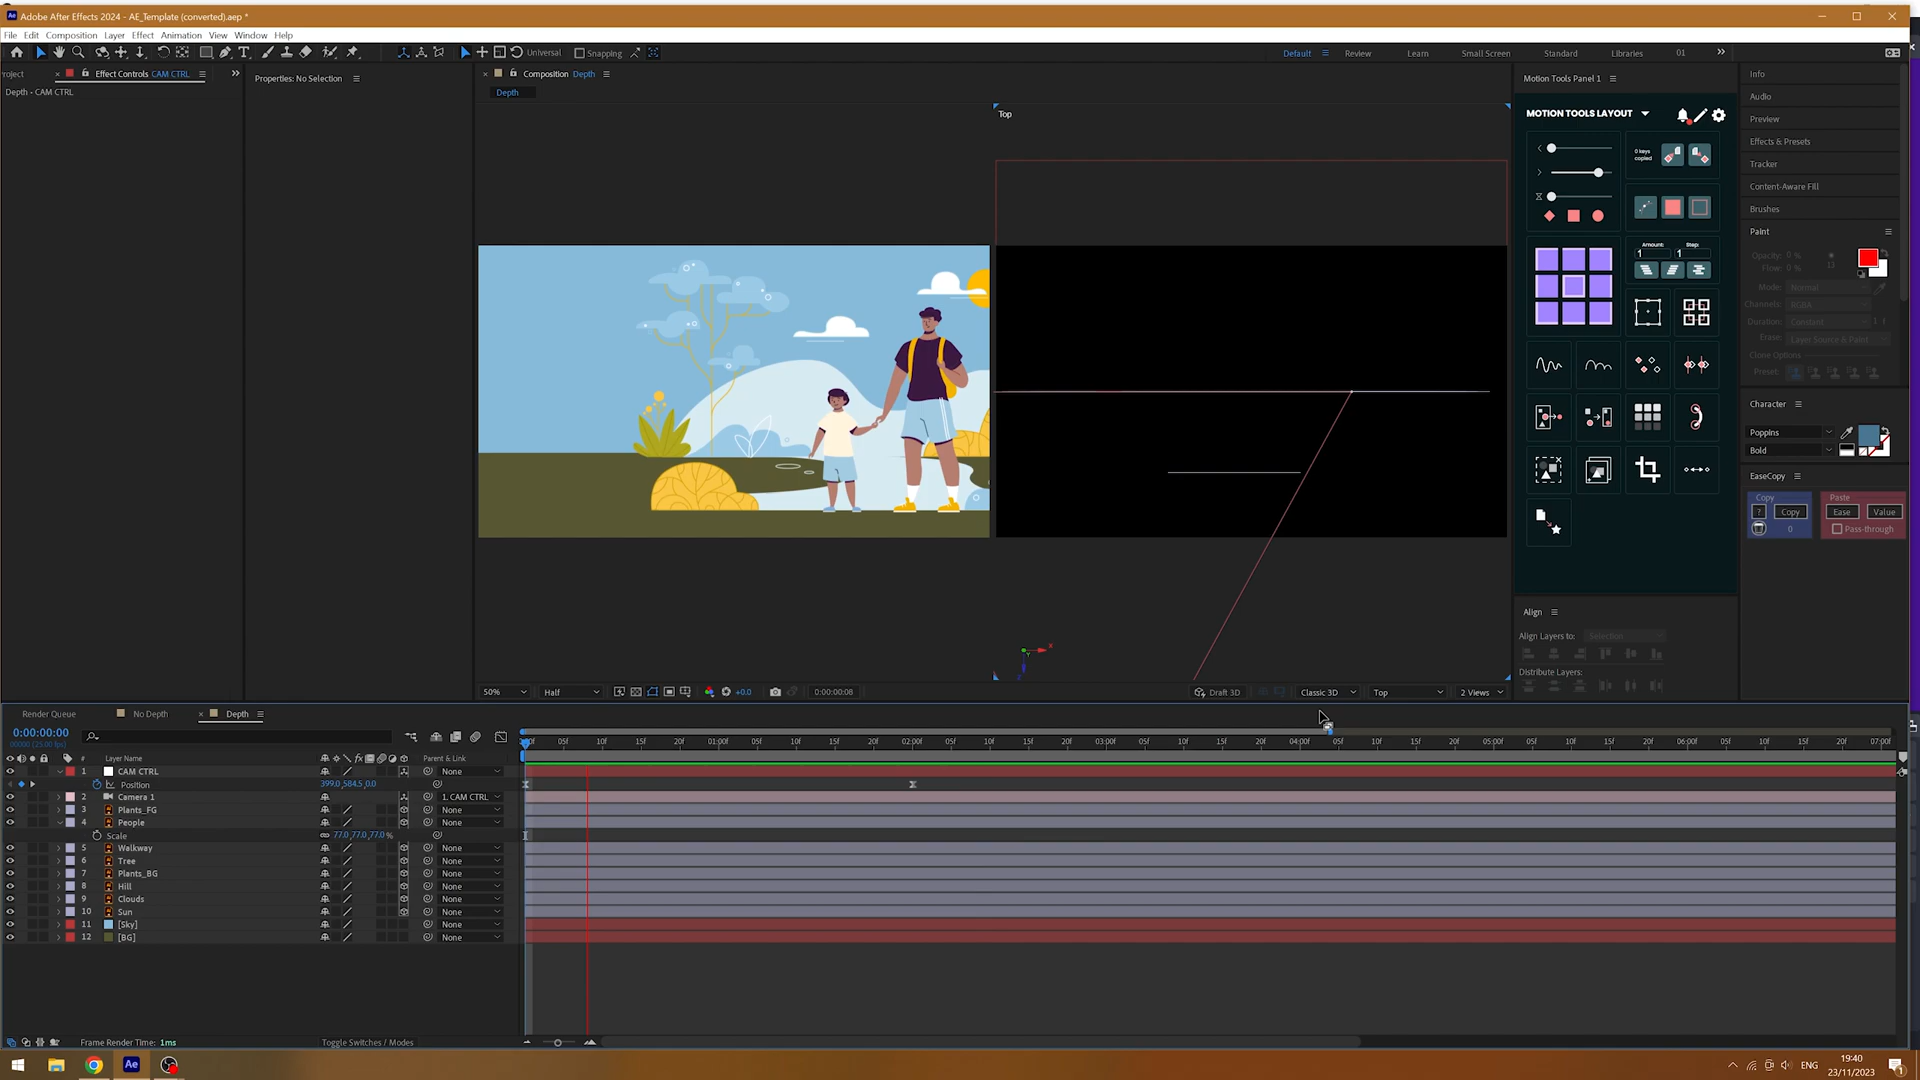 Adobe After Effects 2024 - AE_Template (converted).aep *
File Edit Composition Layer Effect Animation View Window Help
Universal Snapping Default Review Learn Small Screen Standard Libraries 01
roject Effect Controls CAM CTRL
Depth - CAM CTRL
Properties: No Selection
Composition Depth
Depth
Top
50% Half +0.0 0:00:00:08 Draft 3D Classic 3D Top 2 Views
Motion Tools Panel 1
MOTION TOOLS LAYOUT
0 keys
copied
Amount: Step:
1 1
Align
Align Layers to: Selection
Distribute Layers:
Info
Audio
Preview
Effects & Presets
Tracker
Content-Aware Fill
Brushes
Paint
Opacity: 0 %
Flow: 0 % 13
Mode: Normal
Channels: RGBA
Duration: Constant 1 f
Erase: Layer Source & Paint
Clone Options
Preset:
Character
Poppins
Bold
EaseCopy
Copy Paste
? Copy Ease Value
0 Pass-through
Render Queue No Depth Depth
0:00:00:00
00000 (25.00 fps)
05f 10f 15f 20f 01:00f 05f 10f 15f 20f 02:00f 05f 10f 15f 20f 03:00f 05f 10f 15f 20f 04:00f 05f 10f 15f 20f 05:00f 05f 10f 15f 20f 06:00f 05f 10f 15f 20f 07:00f
# Layer Name Parent & Link
1 CAM CTRL None
Position 399.0,584.5,0.0
2 Camera 1 1. CAM CTRL
3 Plants_FG None
4 People None
Scale 77.0,77.0,77.0 %
5 Walkway None
6 Tree None
7 Plants_BG None
8 Hill None
9 Clouds None
10 Sun None
11 [Sky] None
12 [BG] None
Frame Render Time: 1ms Toggle Switches / Modes
ENG
19:40
23/11/2023